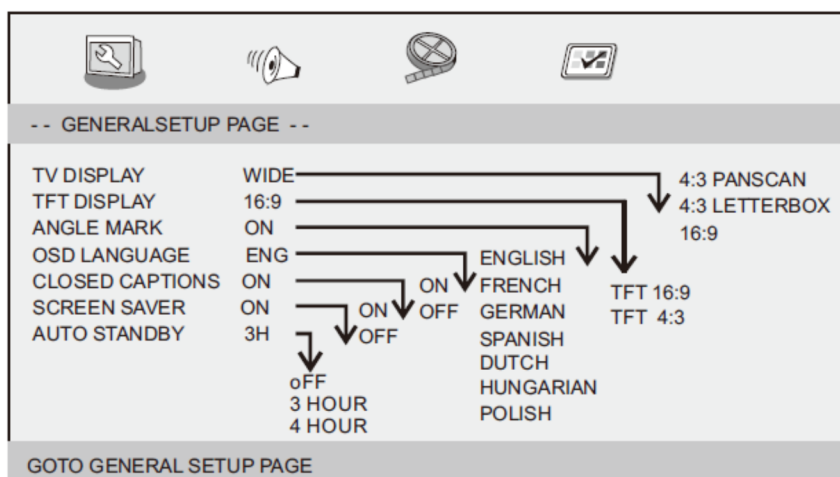 -- GENERALSETUP PAGE --
TV DISPLAY WIDE
TFT DISPLAY 16:9
ANGLE MARK ON
OSD LANGUAGE ENG
CLOSED CAPTIONS ON
SCREEN SAVER ON
AUTO STANDBY 3H
oFF
3 HOUR
4 HOUR
ON
OFF
ON
OFF
ENGLISH
FRENCH
GERMAN
SPANISH
DUTCH
HUNGARIAN
POLISH
TFT 16:9
TFT 4:3
4:3 PANSCAN
4:3 LETTERBOX
16:9
GOTO GENERAL SETUP PAGE